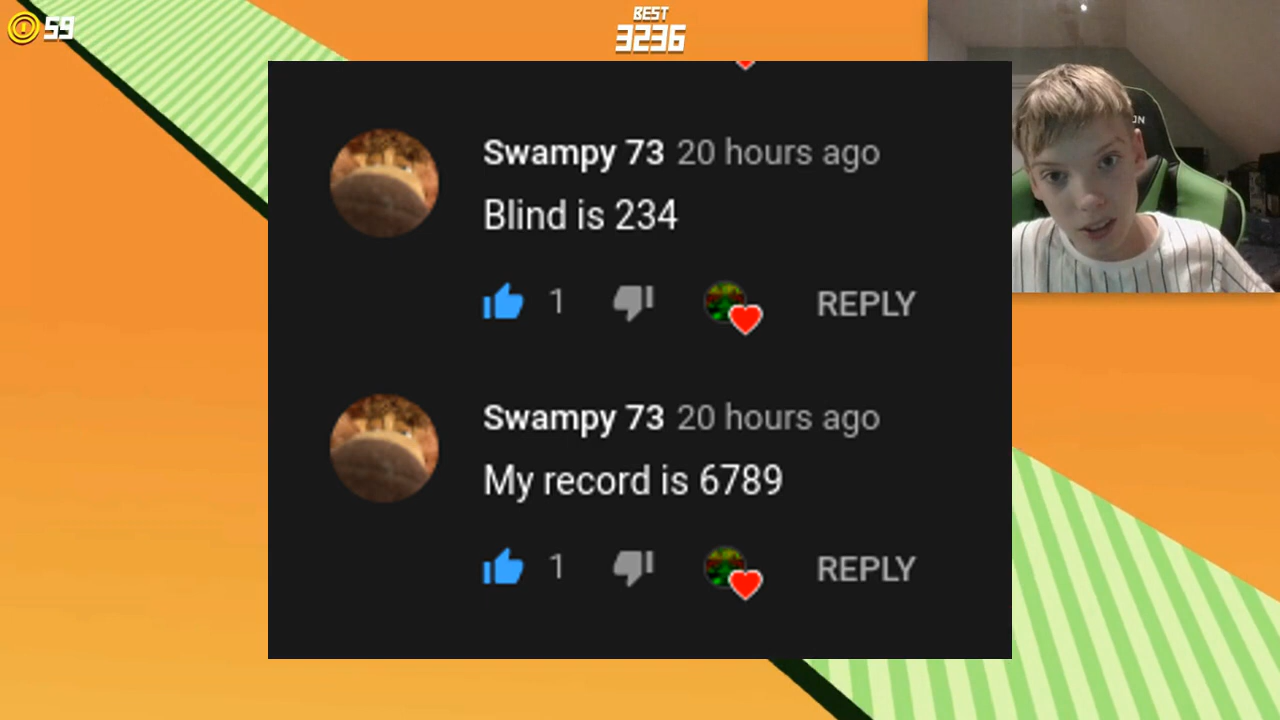 59
BEST
3236
Swampy 73 20 hours ago
Blind is 234
1
REPLY
Swampy 73 20 hours ago
My record is 6789
1
REPLY